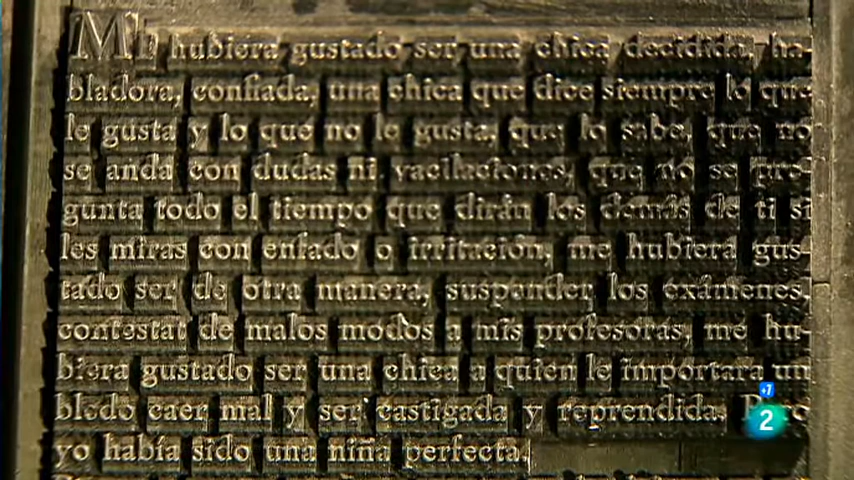 Me hubiera gustado ser una chica decidida, ha-
bladora, confiada, una chica que dice siempre lo que
le gusta y lo que no le gusta, que lo sabe, que no
se anda con dudas ni vacilaciones, que no se pre-
gunta todo el tiempo que dirán los demás de ti si
les miras con enfado o irritación, me hubiera gus-
tado ser de otra manera, suspender los exámenes,
contestar de malos modos a mis profesoras, me hu-
biera gustado ser una chica a quien le importara un
bledo caer mal y ser castigada y reprendida. Pero
yo había sido una niña perfecta.
+7
2